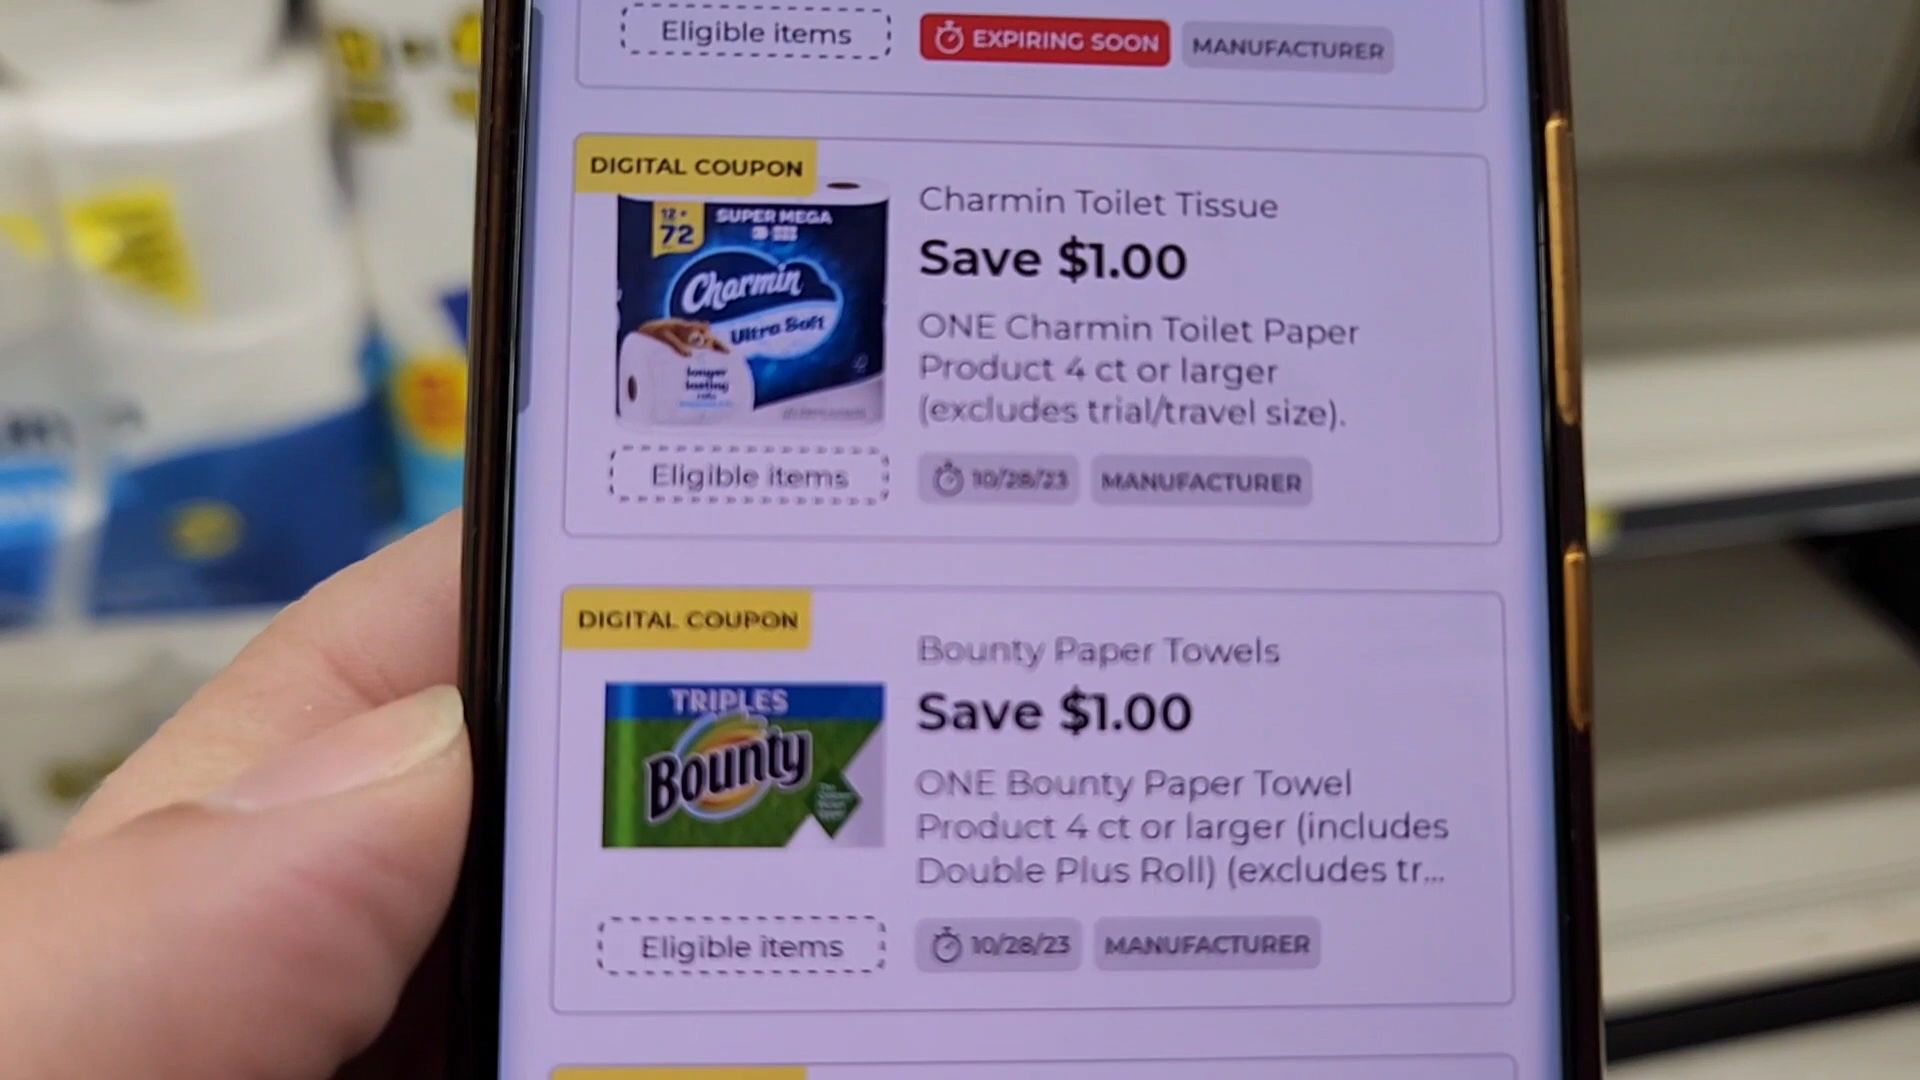 Eligible items
EXPIRING SOON
MANUFACTURER
DIGITAL COUPON
12=
72
SUPER MEGA
Charmin
Ultra Soft
longer
lasting
rolls
Charmin Toilet Tissue
Save $1.00
ONE Charmin Toilet Paper
Product 4 ct or larger
(excludes trial/travel size).
Eligible items
10/28/23
MANUFACTURER
DIGITAL COUPON
TRIPLES
Bounty
Bounty Paper Towels
Save $1.00
ONE Bounty Paper Towel
Product 4 ct or larger (includes
Double Plus Roll) (excludes tr...
Eligible items
10/28/23
MANUFACTURER